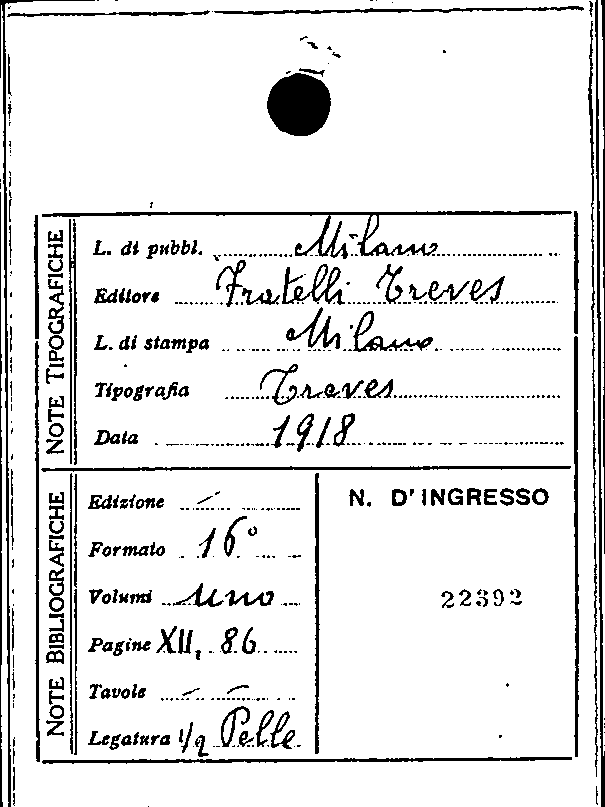 NOTE TIPOGRAFICHE
L. di pubbl. Milano
Editore Fratelli Treves
L. di stampa Milano
Tipografia Treves
Data 1918
NOTE BIBLIOGRAFICHE
Edizione —
Formato 16°
Volumi uno
Pagine XII, 86
Tavole — —
Legatura 1/2 Pelle
N. D'INGRESSO
22392